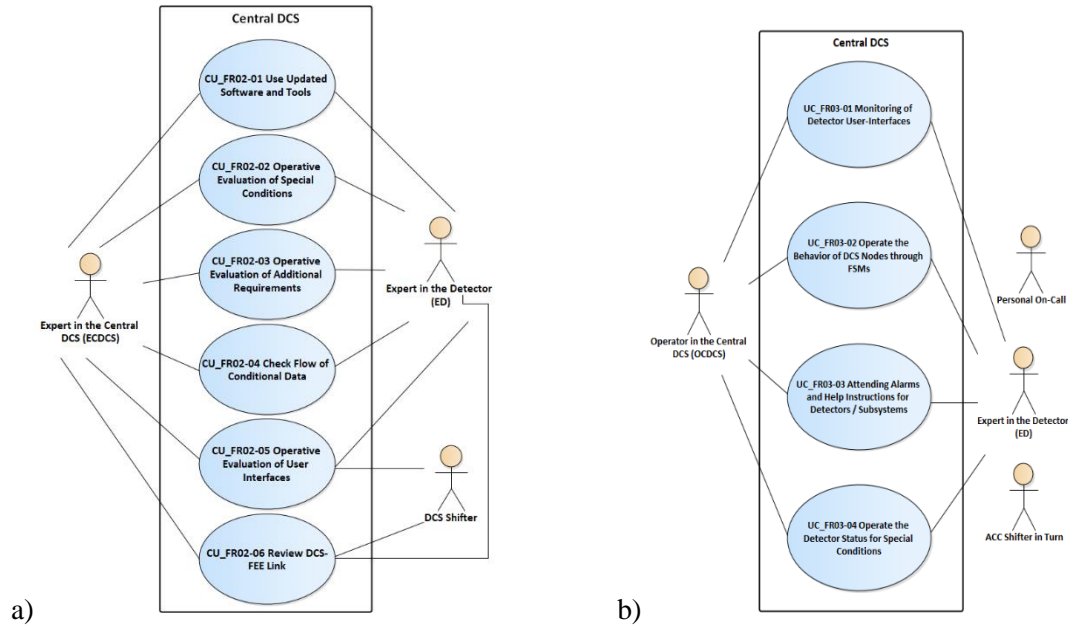 Central DCS
CU_FR02-01 Use Updated
Software and Tools
CU_FR02-02 Operative
Evaluation of Special
Conditions
CU_FR02-03 Operative
Evaluation of Additional
Requirements
CU_FR02-04 Check Flow of
Conditional Data
CU_FR02-05 Operative
Evaluation of User
Interfaces
CU_FR02-06 Review DCS-
FEE Link
Expert in the Central
DCS (ECDCS)
Expert in the Detector
(ED)
DCS Shifter
a)
Central DCS
UC_FR03-01 Monitoring of
Detector User-Interfaces
UC_FR03-02 Operate the
Behavior of DCS Nodes through
FSMs
UC_FR03-03 Attending Alarms
and Help Instructions for
Detectors / Subsystems
UC_FR03-04 Operate the
Detector Status for Special
Conditions
Operator in the Central
DCS (OCDCS)
Personal On-Call
Expert in the Detector
(ED)
ACC Shifter in Turn
b)